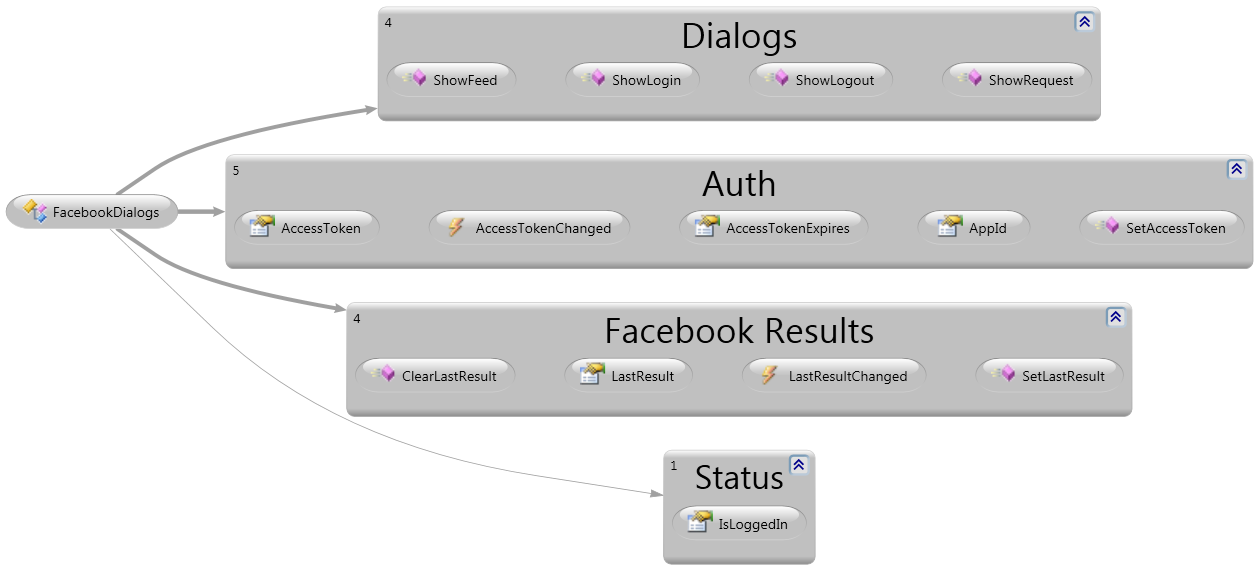 4
Dialogs
ShowFeed ShowLogin ShowLogout ShowRequest
5
Auth
FacebookDialogs
AccessToken AccessTokenChanged AccessTokenExpires AppId SetAccessToken
4
Facebook Results
ClearLastResult LastResult LastResultChanged SetLastResult
1
Status
IsLoggedIn